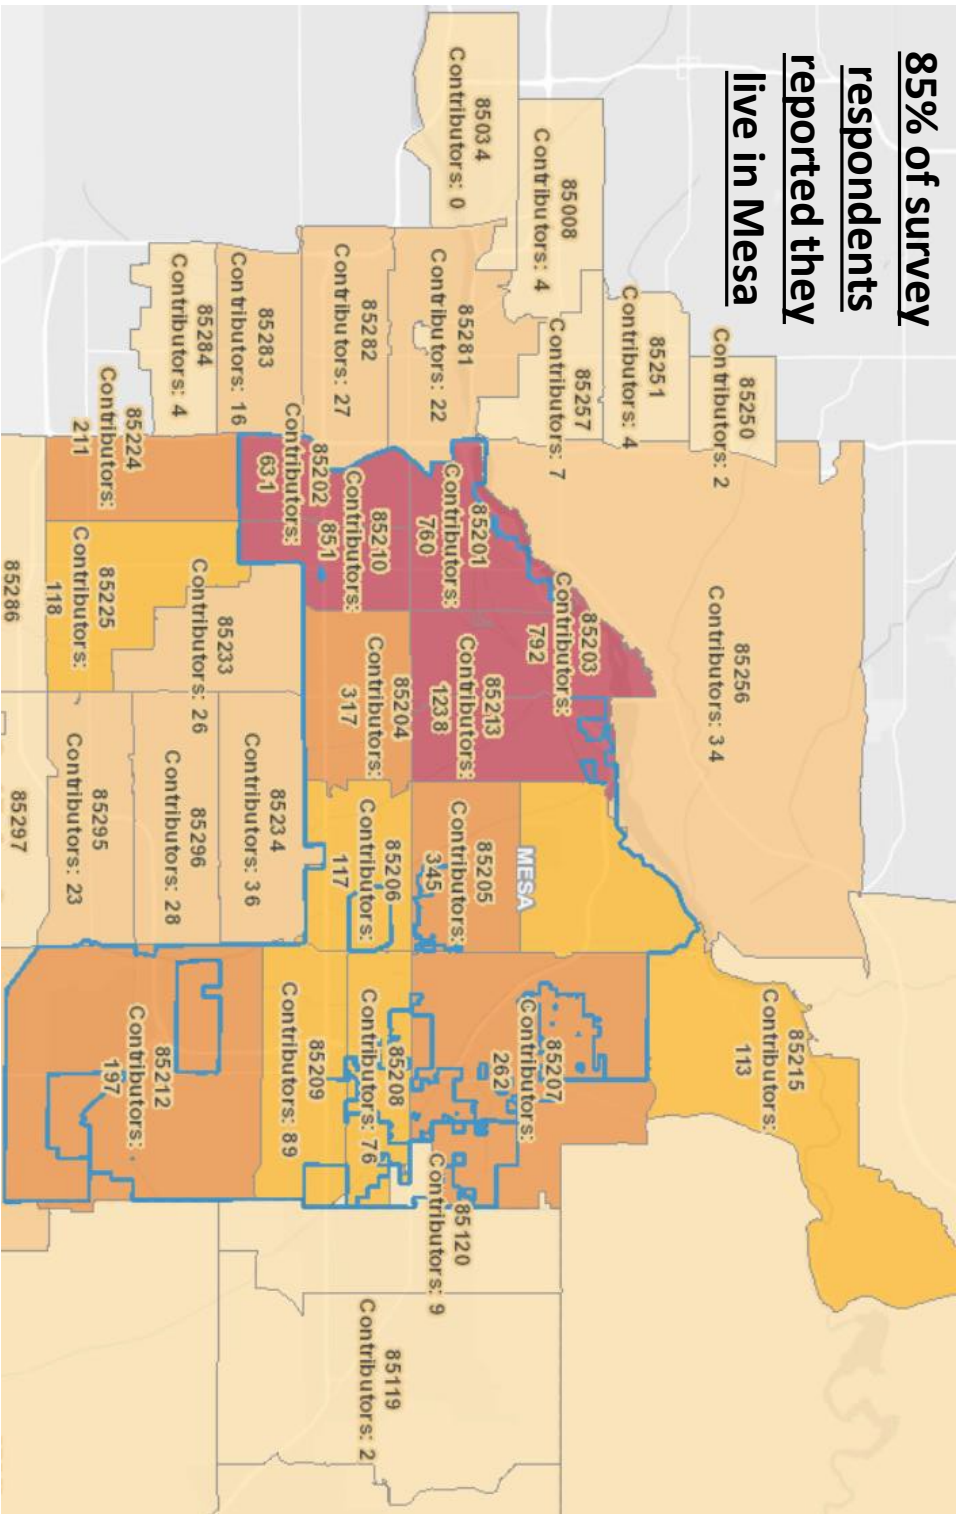 85% of survey
respondents
reported they
live in Mesa
85034
Contributors: 0
85008
Contributors: 4
85250
Contributors: 2
85251
Contributors: 4
85257
Contributors: 7
85281
Contributors: 22
85282
Contributors: 27
85283
Contributors: 16
85284
Contributors: 4
85256
Contributors: 34
85201
Contributors:
760
85203
Contributors:
792
85210
Contributors:
851
85202
Contributors:
631
85224
Contributors:
211
85225
Contributors:
118
85233
Contributors: 26
85286
85213
Contributors:
1238
85204
Contributors:
317
85234
Contributors: 36
85296
Contributors: 28
85295
Contributors: 23
85297
MESA
85205
Contributors:
345
85206
Contributors:
117
85215
Contributors:
113
85207
Contributors:
262
85208
Contributors: 76
85209
Contributors: 89
85212
Contributors:
197
85120
Contributors: 9
85119
Contributors: 2